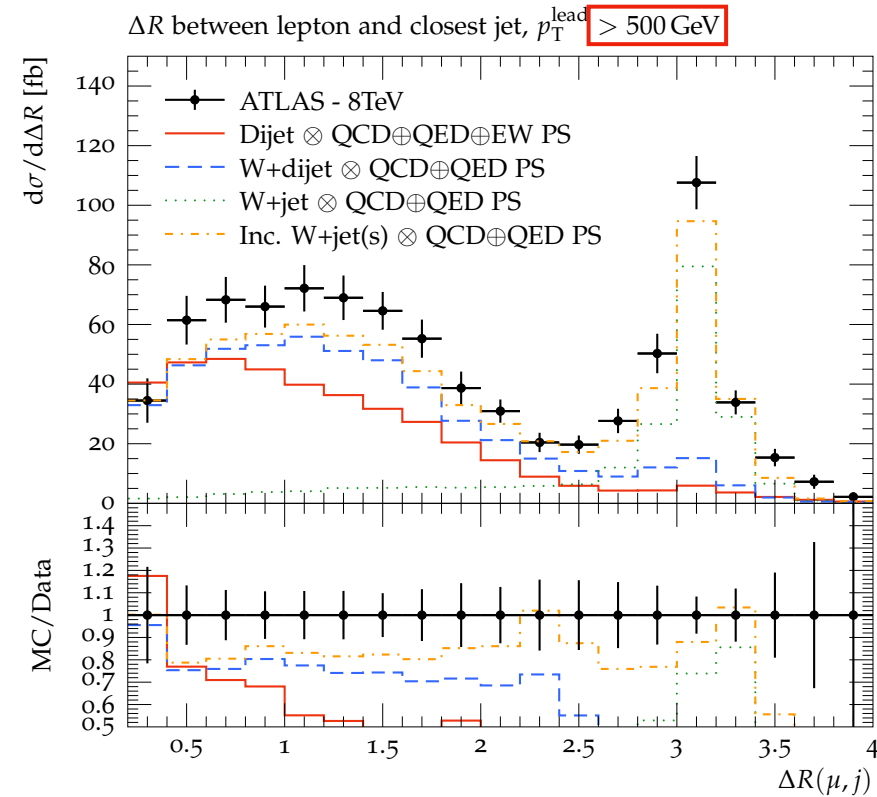 ΔR between lepton and closest jet, p_T^lead > 500 GeV
dσ/dΔR [fb]
140
120
100
80
60
40
20
0
ATLAS - 8TeV
Dijet ⊗ QCD⊕QED⊕EW PS
W+dijet ⊗ QCD⊕QED PS
W+jet ⊗ QCD⊕QED PS
Inc. W+jet(s) ⊗ QCD⊕QED PS
MC/Data
1.4
1.3
1.2
1.1
1
0.9
0.8
0.7
0.6
0.5
0.5 1 1.5 2 2.5 3 3.5 4
ΔR(μ, j)